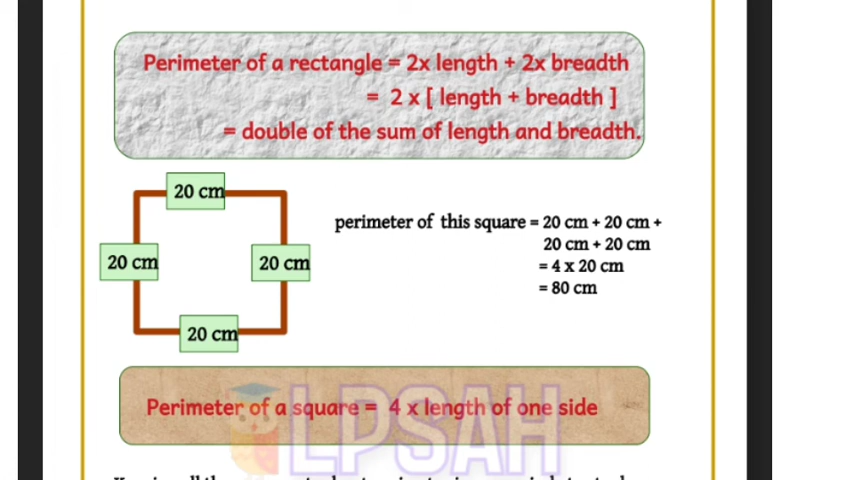 Perimeter of a rectangle = 2x length + 2x breadth
= 2 x [ length + breadth ]
= double of the sum of length and breadth.
20 cm
perimeter of this square = 20 cm + 20 cm +
20 cm + 20 cm
20 cm
20 cm
= 4 x 20 cm
= 80 cm
20 cm
Perimeter of a square = 4 x length of one side
LPSAH